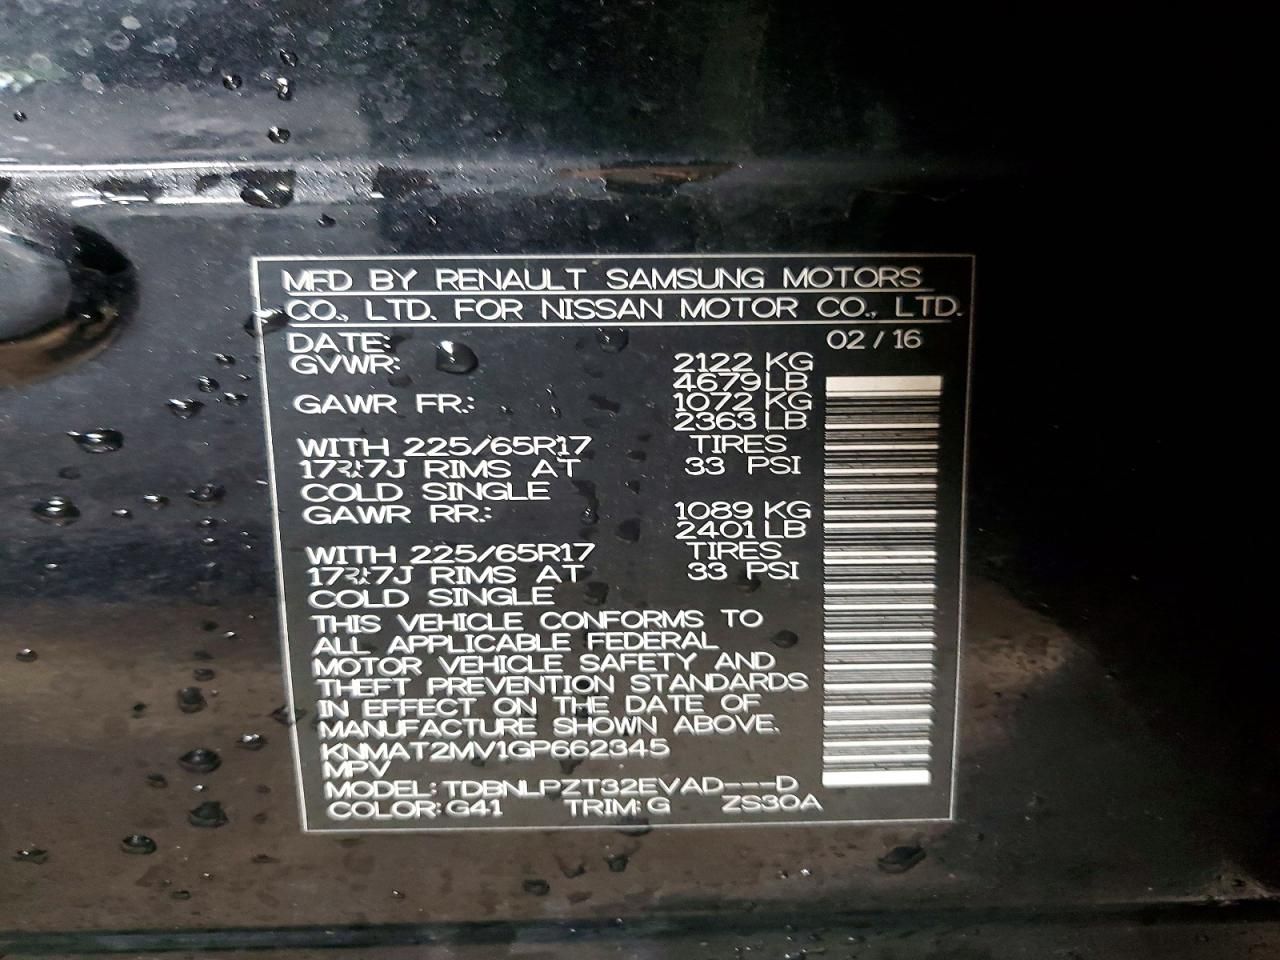 MFD BY RENAULT SAMSUNG MOTORS
CO., LTD. FOR NISSAN MOTOR CO., LTD.
DATE: 02 / 16
GVWR: 2122 KG
4679 LB
GAWR FR.: 1072 KG
2363 LB
WITH 225/65R17 TIRES
17X7J RIMS AT 33 PSI
COLD SINGLE
GAWR RR.: 1089 KG
2401 LB
WITH 225/65R17 TIRES
17X7J RIMS AT 33 PSI
COLD SINGLE
THIS VEHICLE CONFORMS TO
ALL APPLICABLE FEDERAL
MOTOR VEHICLE SAFETY AND
THEFT PREVENTION STANDARDS
IN EFFECT ON THE DATE OF
MANUFACTURE SHOWN ABOVE.
KNMAT2MV1GP662345
MPV
MODEL: TDBNLPZT32EVAD---D
COLOR: G41 TRIM: G ZS30A